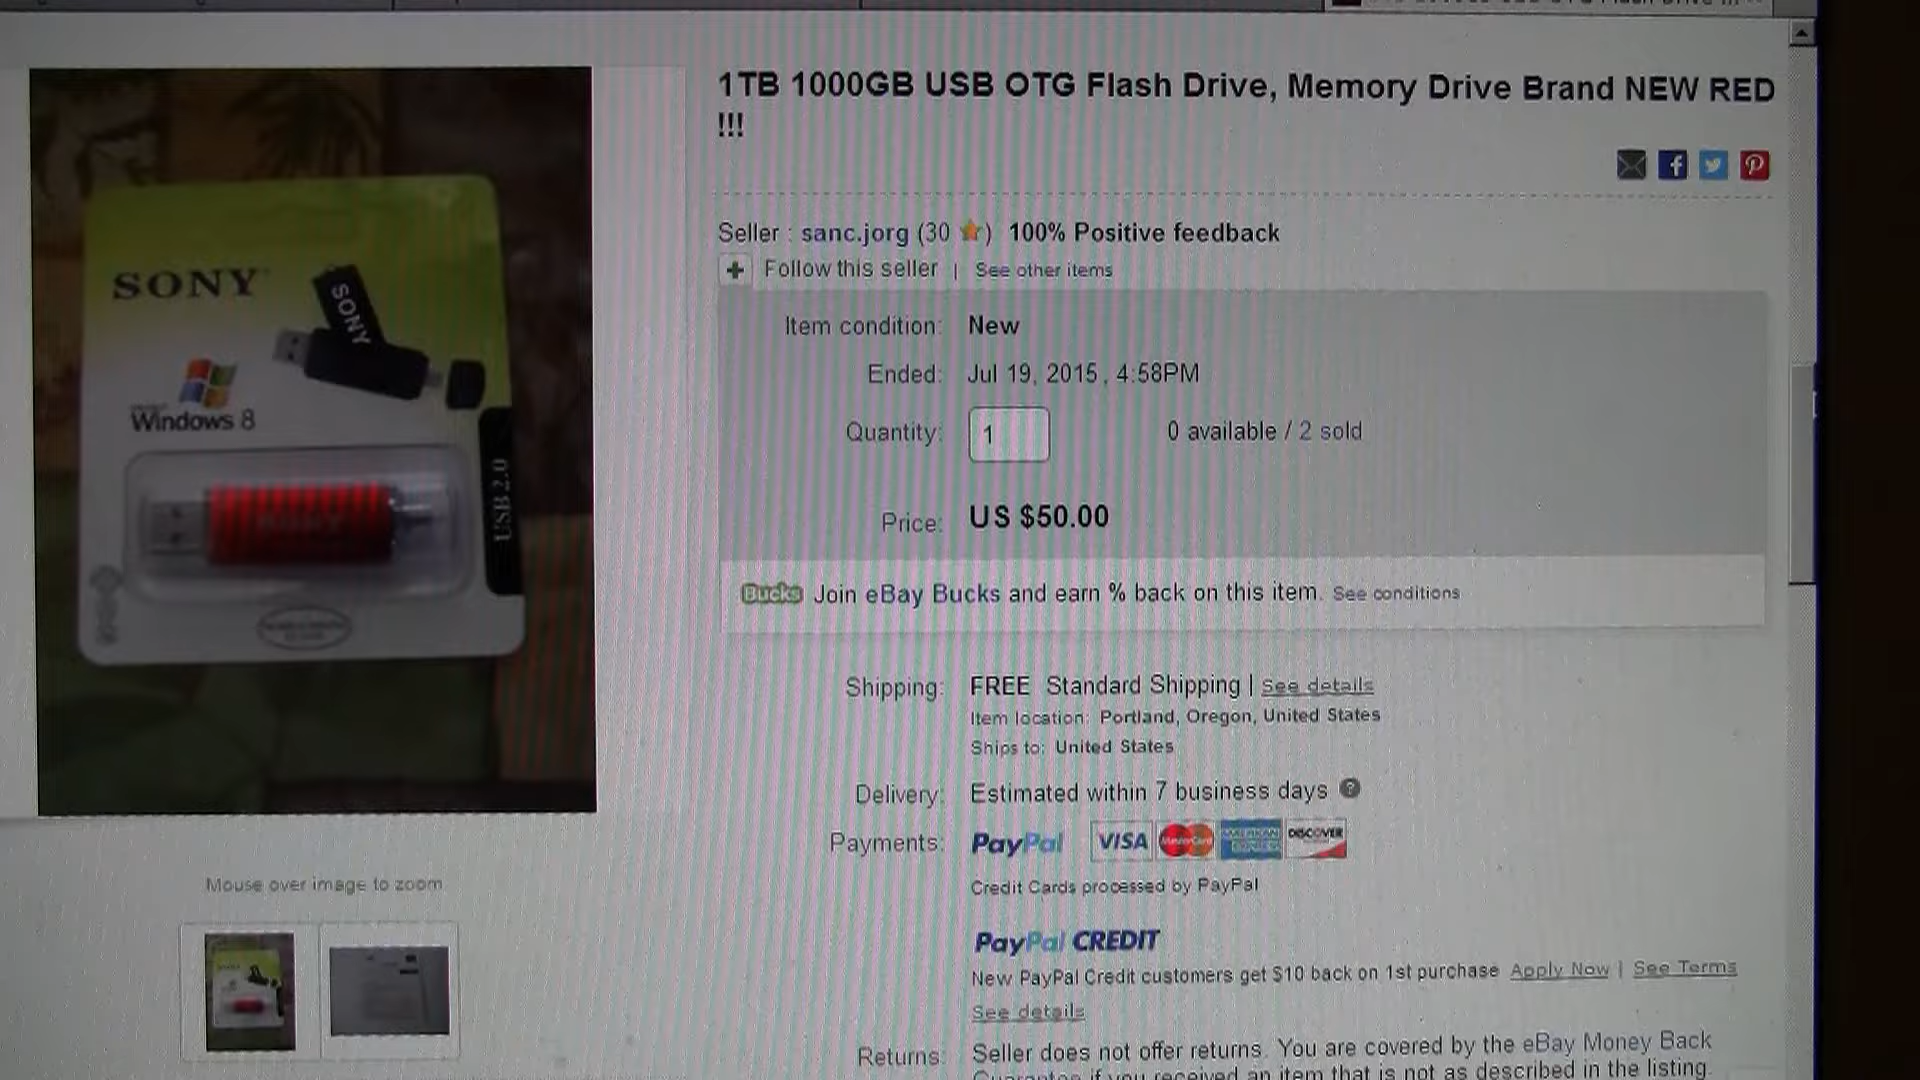 1TB 1000GB USB OTG Flash Drive, Memory Drive Brand NEW RED
!!!
Seller : sanc.jorg (30 ) 100% Positive feedback
Follow this seller | See other items
Item condition: New
Ended: Jul 19, 2015, 4:58PM
Quantity: 1 0 available / 2 sold
Price: US $50.00
Bucks Join eBay Bucks and earn % back on this item. See conditions
Shipping: FREE Standard Shipping | See details
Item location: Portland, Oregon, United States
Ships to: United States
Delivery: Estimated within 7 business days ?
Payments: PayPal VISA MasterCard AMERICAN EXPRESS DISCOVER
Credit Cards processed by PayPal
PayPal CREDIT
New PayPal Credit customers get $10 back on 1st purchase Apply Now | See Terms
See details
Returns: Seller does not offer returns. You are covered by the eBay Money Back
Guarantee if you received an item that is not as described in the listing.
SONY
SONY
Windows 8
USB 2.0
Mouse over image to zoom